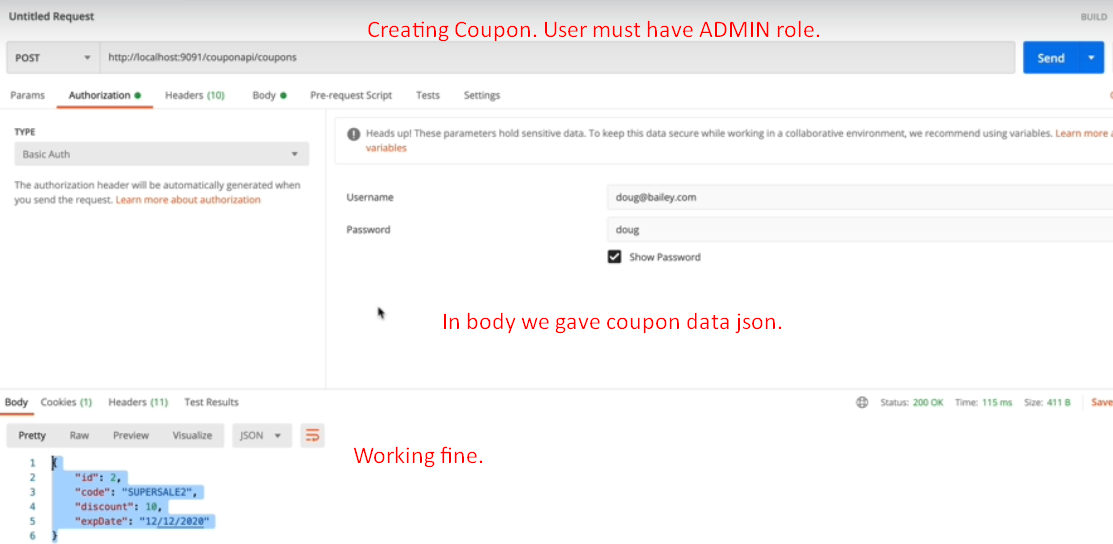 Untitled Request
BUILD
Creating Coupon. User must have ADMIN role.
POST http://localhost:9091/couponapi/coupons Send
Params Authorization Headers (10) Body Pre-request Script Tests Settings
TYPE
Basic Auth
The authorization header will be automatically generated when
you send the request. Learn more about authorization
Heads up! These parameters hold sensitive data. To keep this data secure while working in a collaborative environment, we recommend using variables. Learn more
variables
Username doug@bailey.com
Password doug
Show Password
In body we gave coupon data json.
Body Cookies (1) Headers (11) Test Results Status: 200 OK Time: 115 ms Size: 411 B Save
Pretty Raw Preview Visualize JSON
Working fine.
1 {
2 "id": 2,
3 "code": "SUPERSALE2",
4 "discount": 10,
5 "expDate": "12/12/2020"
6 }